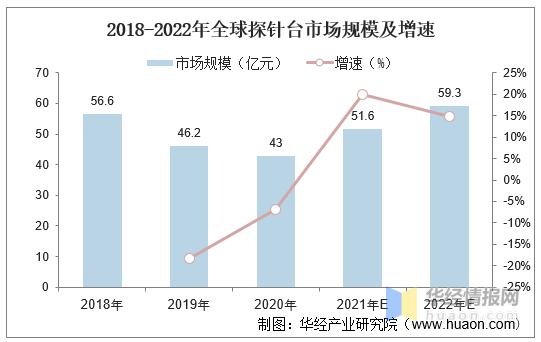 2018-2022年全球探针台市场规模及增速
市场规模（亿元） 增速（%）
70 25%
60 20%
50 15%
40 10%
30 5%
20 0%
10 -5%
0 -10%
-15%
-20%
-25%
56.6 46.2 43 51.6 59.3
2018年 2019年 2020年 2021年E 2022年E
华经情报网
huaon.com
制图：华经产业研究院（www.huaon.com）